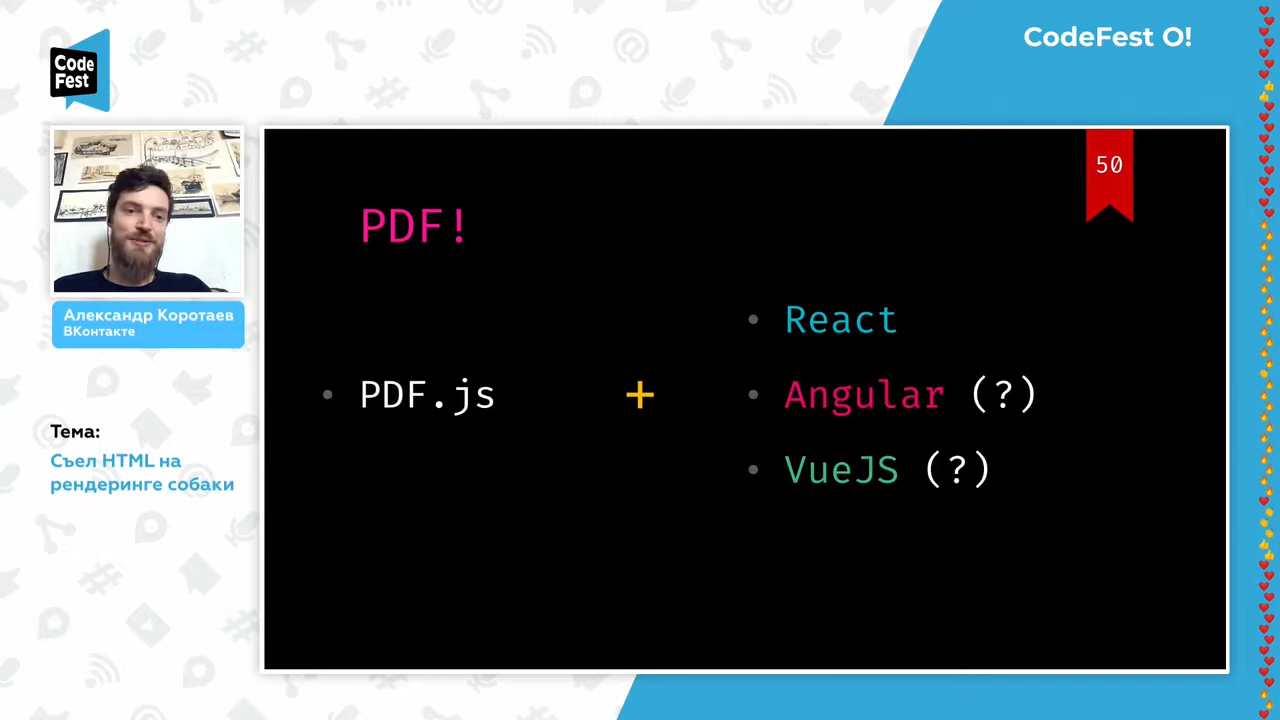 Code
Fest
CodeFest O!
Александр Коротаев
ВКонтакте
Тема:
Съел HTML на
рендеринге собаки
50
PDF!
• PDF.js
+
• React
• Angular (?)
• VueJS (?)